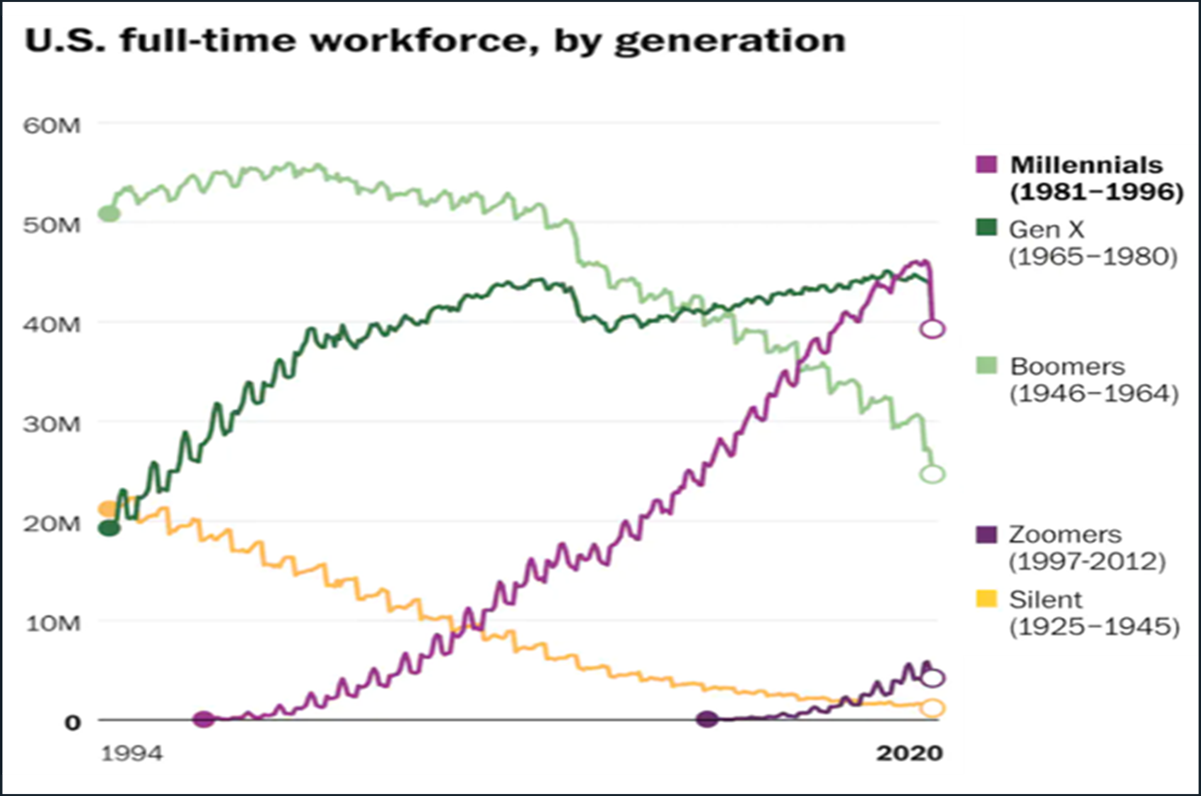 U.S. full-time workforce, by generation
60M
50M
40M
30M
20M
10M
0
1994
2020
Millennials
(1981–1996)
Gen X
(1965–1980)
Boomers
(1946–1964)
Zoomers
(1997-2012)
Silent
(1925–1945)